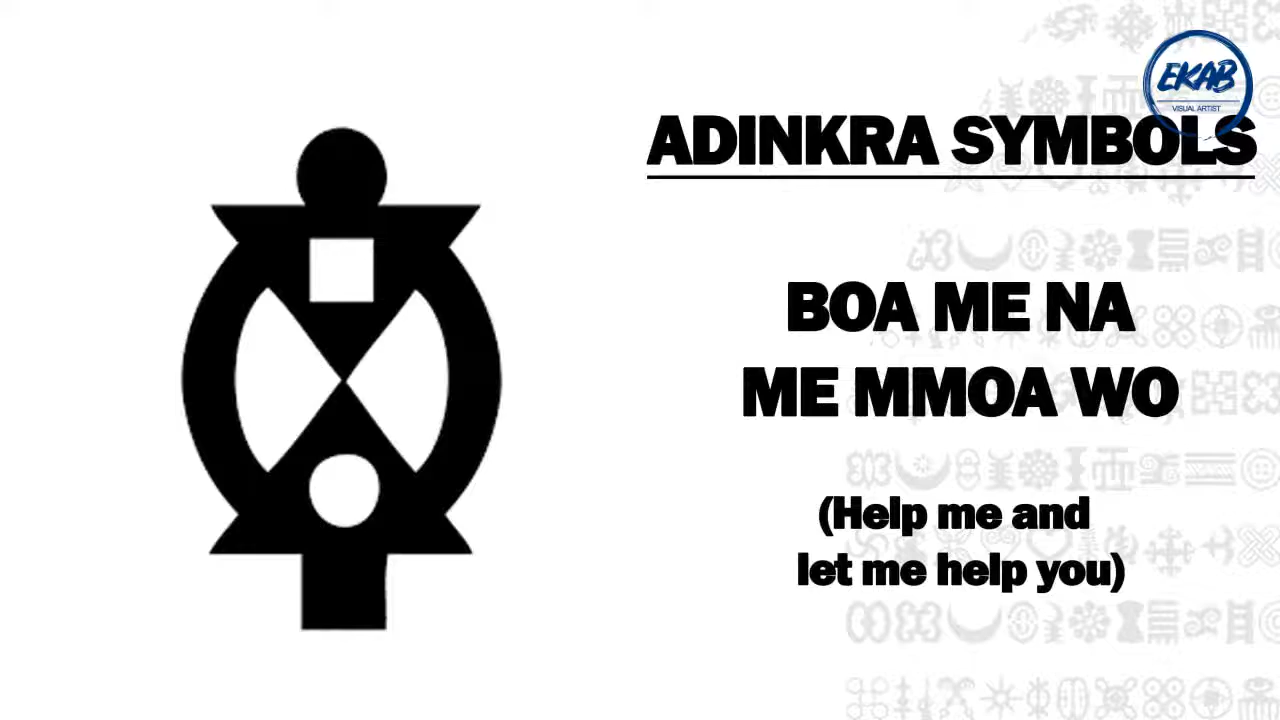 EKAB
VISUAL ARTIST
ADINKRA SYMBOLS
BOA ME NA
ME MMOA WO
(Help me and
let me help you)